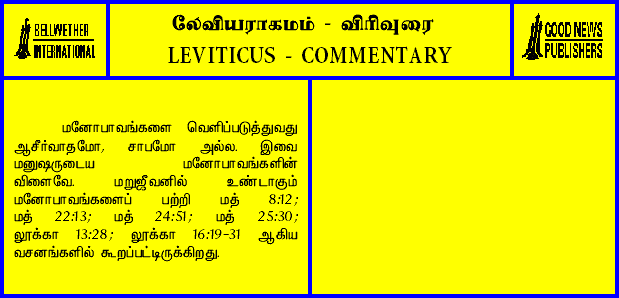 BELLWETHER
INTERNATIONAL
லேவியராகமம் - விரிவுரை
LEVITICUS - COMMENTARY
GOOD NEWS
PUBLISHERS
மனோபாவங்களை வெளிப்படுத்துவது
ஆசீர்வாதமோ, சாபமோ அல்ல. இவை
மனுஷருடைய மனோபாவங்களின்
விளைவே. மறுஜீவனில் உண்டாகும்
மனோபாவங்களைப் பற்றி மத் 8:12;
மத் 22:13; மத் 24:51; மத் 25:30;
லூக்கா 13:28; லூக்கா 16:19-31 ஆகிய
வசனங்களில் கூறப்பட்டிருக்கிறது.